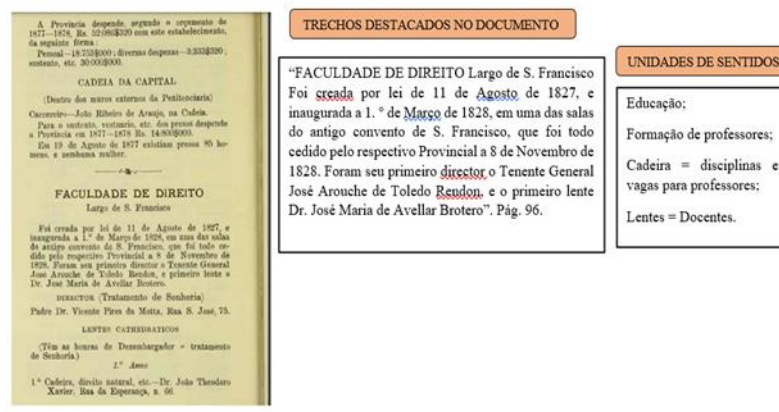 A Provincia despende, segundo o orçamento de
1877—1878, Rs. 52:086$320 com este estabelecimento,
da seguinte fórma:
Pessoal—18:753$000; diversas despezas—3:333$320;
sustento, etc. 30:000$000.
CADEIA DA CAPITAL
(Dentro dos muros externos da Penitenciaria)
Carcereiro—João Ribeiro de Araujo, na Cadeia.
Para o sustento, vestuario, etc. dos presos despende
a Provincia em 1877—1878 Rs. 14:800$000.
Em 19 de Agosto de 1877 existiam presos 85 ho-
mens, e nenhuma mulher.
FACULDADE DE DIREITO
Largo de S. Francisco
Foi creada por lei de 11 de Agosto de 1827, e
inaugurada a 1.º de Março de 1828, em uma das salas
do antigo convento de S. Francisco, que foi todo ce-
dido pelo respectivo Provincial a 8 de Novembro de
1828. Foram seu primeiro director o Tenente General
José Arouche de Toledo Rendon, e primeiro lente o
Dr. José Maria de Avellar Brotero.
DIRECTOR (Tratamento de Senhoria)
Padre Dr. Vicente Pires da Motta, Rua S. José, 75.
LENTES CATHEDRATICOS
(Têm as honras de Dezembargador e tratamento
de Senhoria)
1.º Anno
1.ª Cadeira, direito natural, etc.—Dr. João Theodoro
Xavier. Rua da Esperança, n. 66.
TRECHOS DESTACADOS NO DOCUMENTO
“FACULDADE DE DIREITO Largo de S. Francisco
Foi creada por lei de 11 de Agosto de 1827, e
inaugurada a 1. º de Março de 1828, em uma das salas
do antigo convento de S. Francisco, que foi todo
cedido pelo respectivo Provincial a 8 de Novembro de
1828. Foram seu primeiro director o Tenente General
José Arouche de Toledo Rendon, e o primeiro lente
Dr. José Maria de Avellar Brotero”. Pág. 96.
UNIDADES DE SENTIDOS
Educação;
Formação de professores;
Cadeira = disciplinas e
vagas para professores;
Lentes = Docentes.